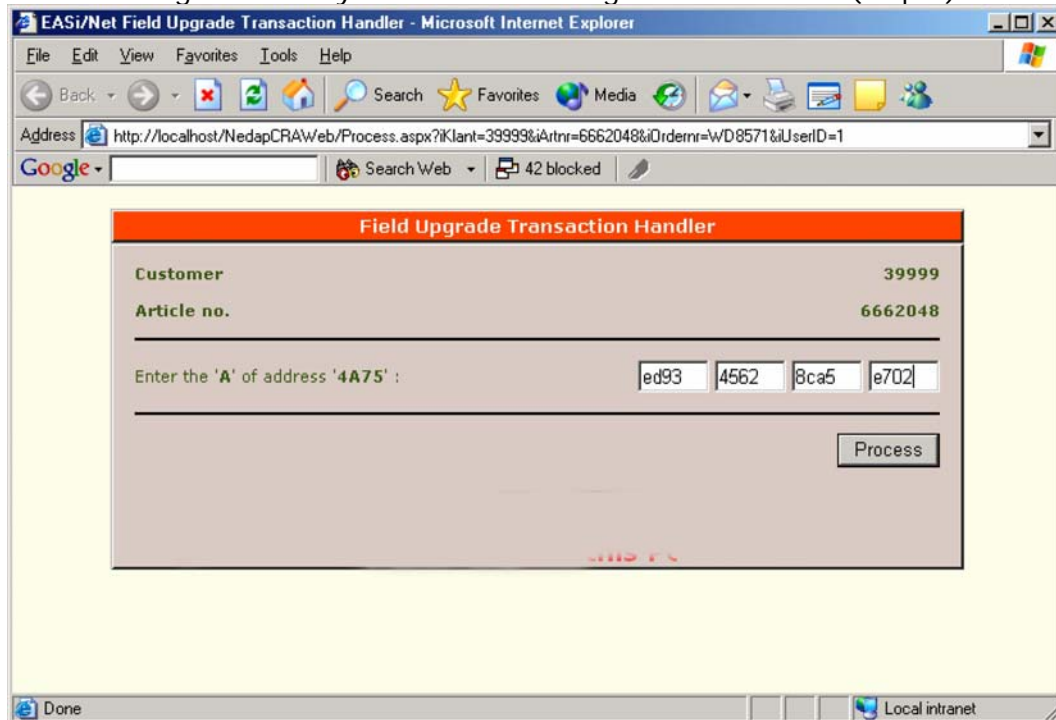 EASi/Net Field Upgrade Transaction Handler - Microsoft Internet Explorer
File Edit View Favorites Tools Help
Back Search Favorites Media
Address http://localhost/NedapCRAWeb/Process.aspx?iKlant=39999&iArtnr=6662048&iOrdernr=WD8571&iUserID=1
Google Search Web 42 blocked
Field Upgrade Transaction Handler
Customer 39999
Article no. 6662048
Enter the 'A' of address '4A75' : ed93 4562 8ca5 e702
Process
Done Local intranet